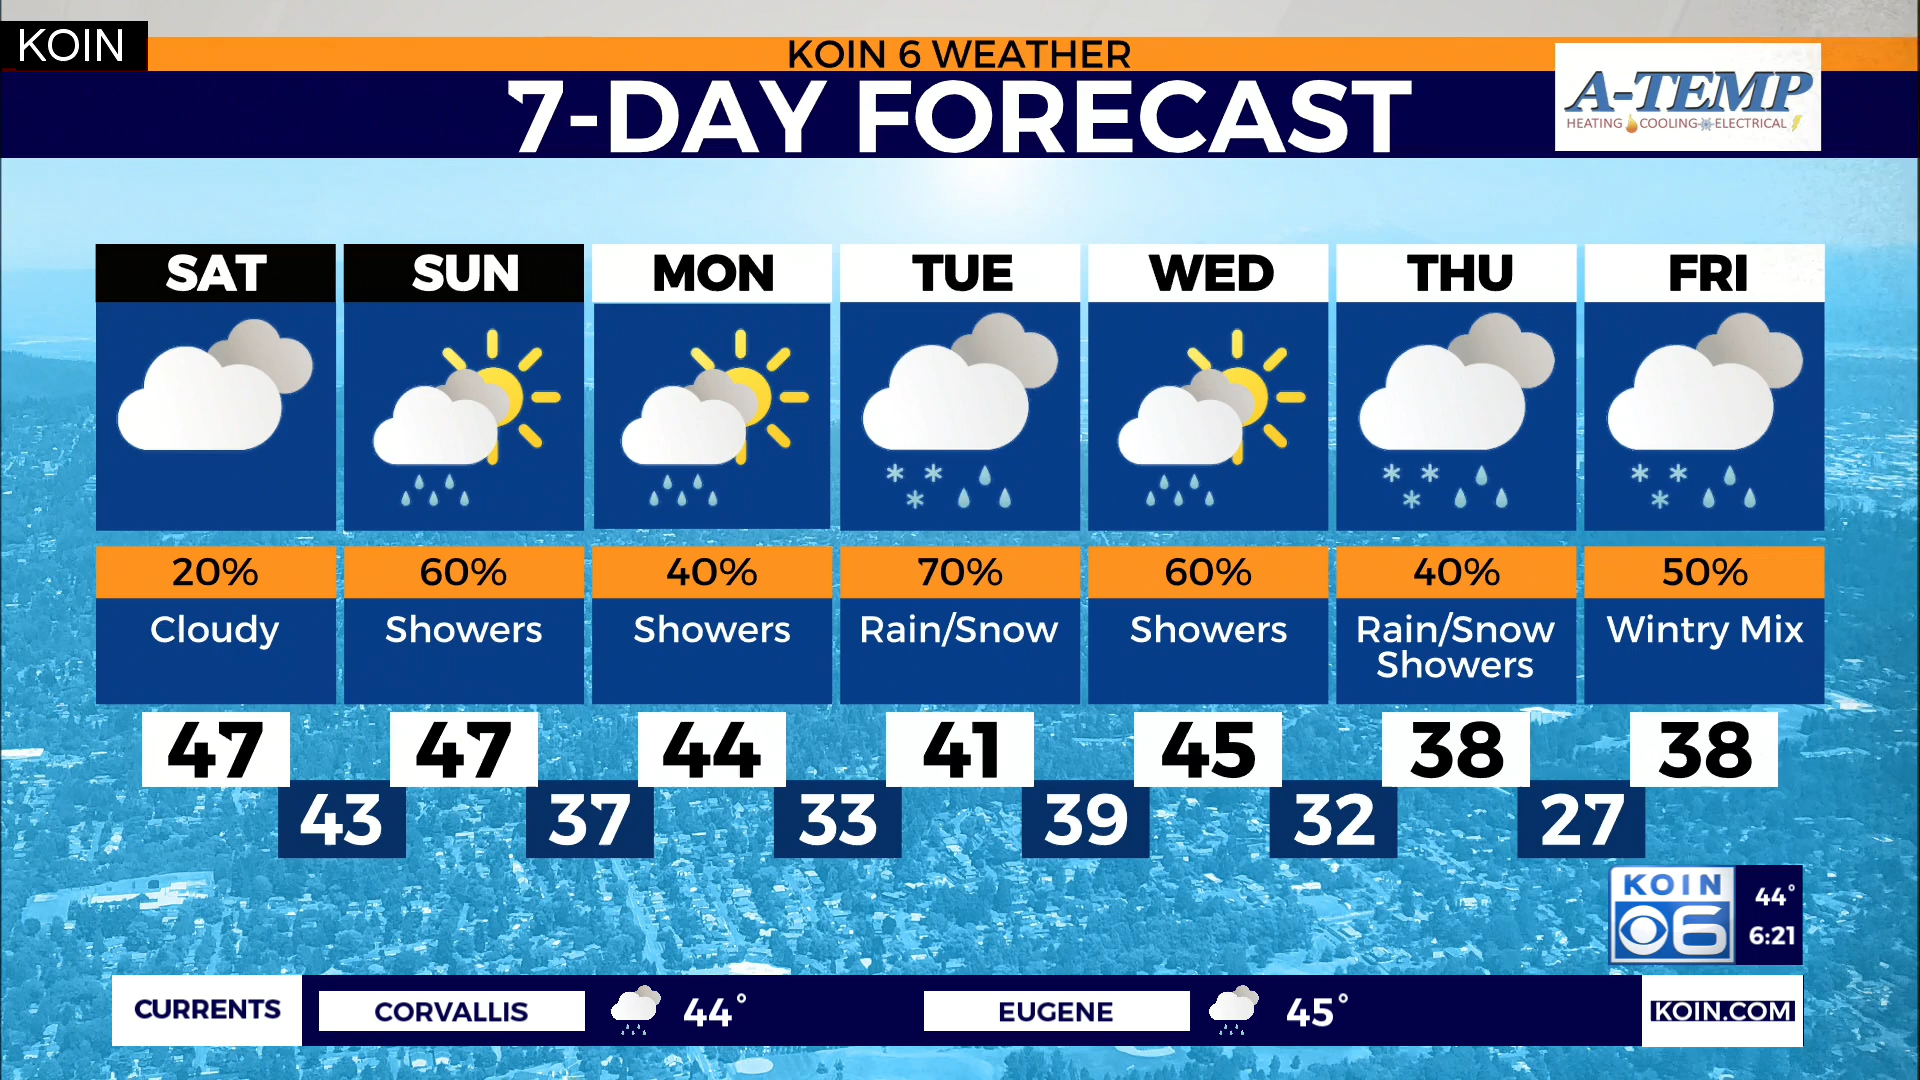 KOIN
KOIN 6 WEATHER
7-DAY FORECAST
A-TEMP
HEATING COOLING ELECTRICAL
SAT SUN MON TUE WED THU FRI
20% 60% 40% 70% 60% 40% 50%
Cloudy Showers Showers Rain/Snow Showers Rain/Snow Showers Wintry Mix
47 47 44 41 45 38 38
43 37 33 39 32 27
KOIN
6
44°
6:21
CURRENTS CORVALLIS 44° EUGENE 45° KOIN.COM